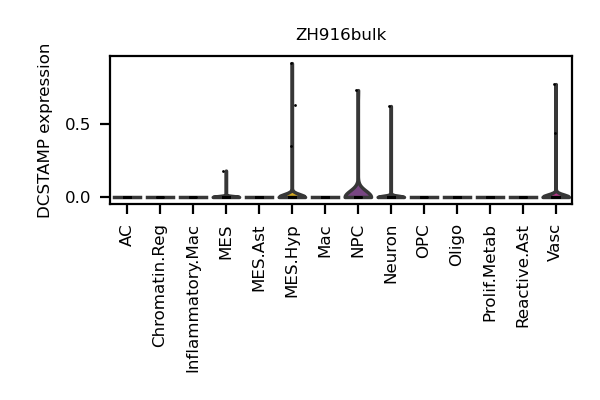 ZH916bulk
DCSTAMP expression
0.5
0.0
AC
Chromatin.Reg
Inflammatory.Mac
MES
MES.Ast
MES.Hyp
Mac
NPC
Neuron
OPC
Oligo
Prolif.Metab
Reactive.Ast
Vasc